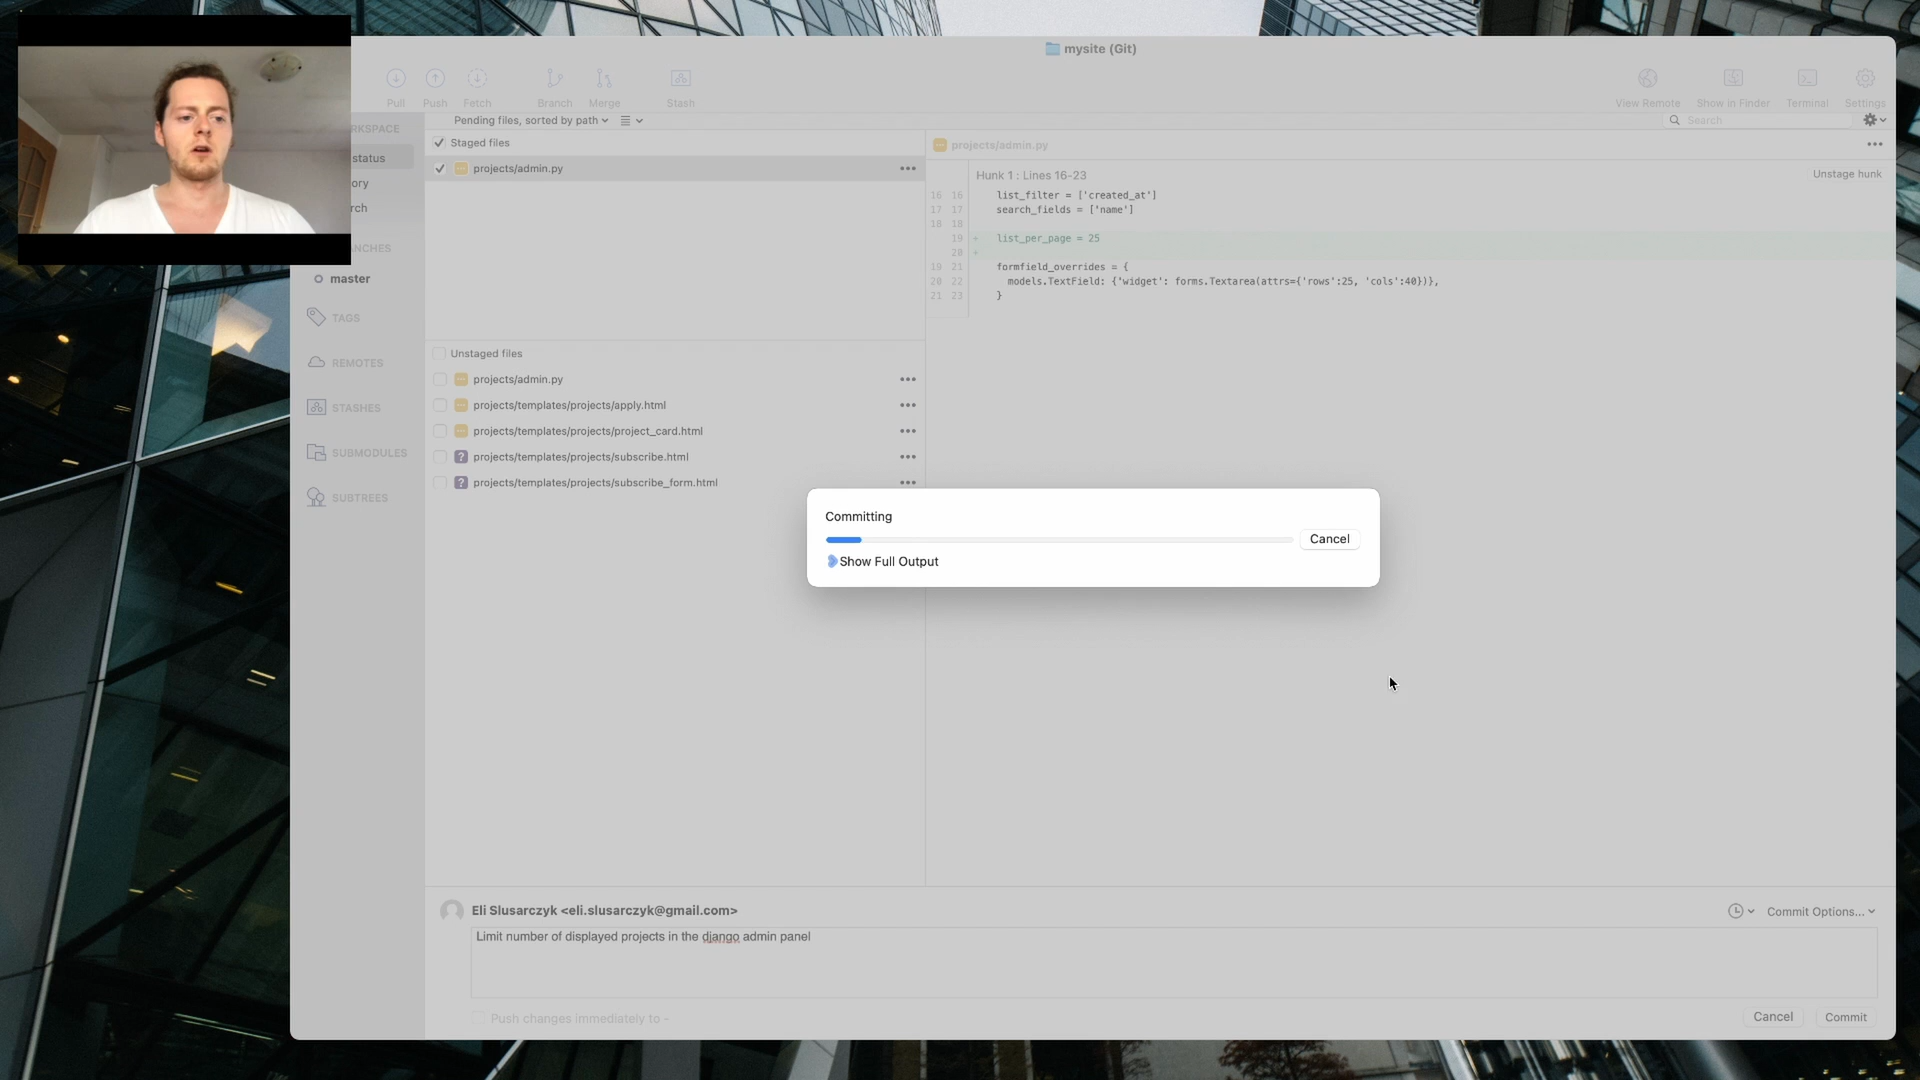 mysite (Git)
Pull
Push
Fetch
Branch
Merge
Stash
View Remote
Show in Finder
Terminal
Settings
RKSPACE
status
ory
rch
ANCHES
master
TAGS
REMOTES
STASHES
SUBMODULES
SUBTREES
Pending files, sorted by path
Search
Staged files
projects/admin.py
Unstaged files
projects/admin.py
projects/templates/projects/apply.html
projects/templates/projects/project_card.html
? projects/templates/projects/subscribe.html
? projects/templates/projects/subscribe_form.html
projects/admin.py
Hunk 1 : Lines 16-23
Unstage hunk
16 16 list_filter = ['created_at']
17 17 search_fields = ['name']
18 18
19 + list_per_page = 25
20 +
19 21 formfield_overrides = {
20 22 models.TextField: {'widget': forms.Textarea(attrs={'rows':25, 'cols':40})},
21 23 }
Committing
Cancel
Show Full Output
Eli Slusarczyk <eli.slusarczyk@gmail.com>
Commit Options...
Limit number of displayed projects in the django admin panel
Push changes immediately to -
Cancel
Commit